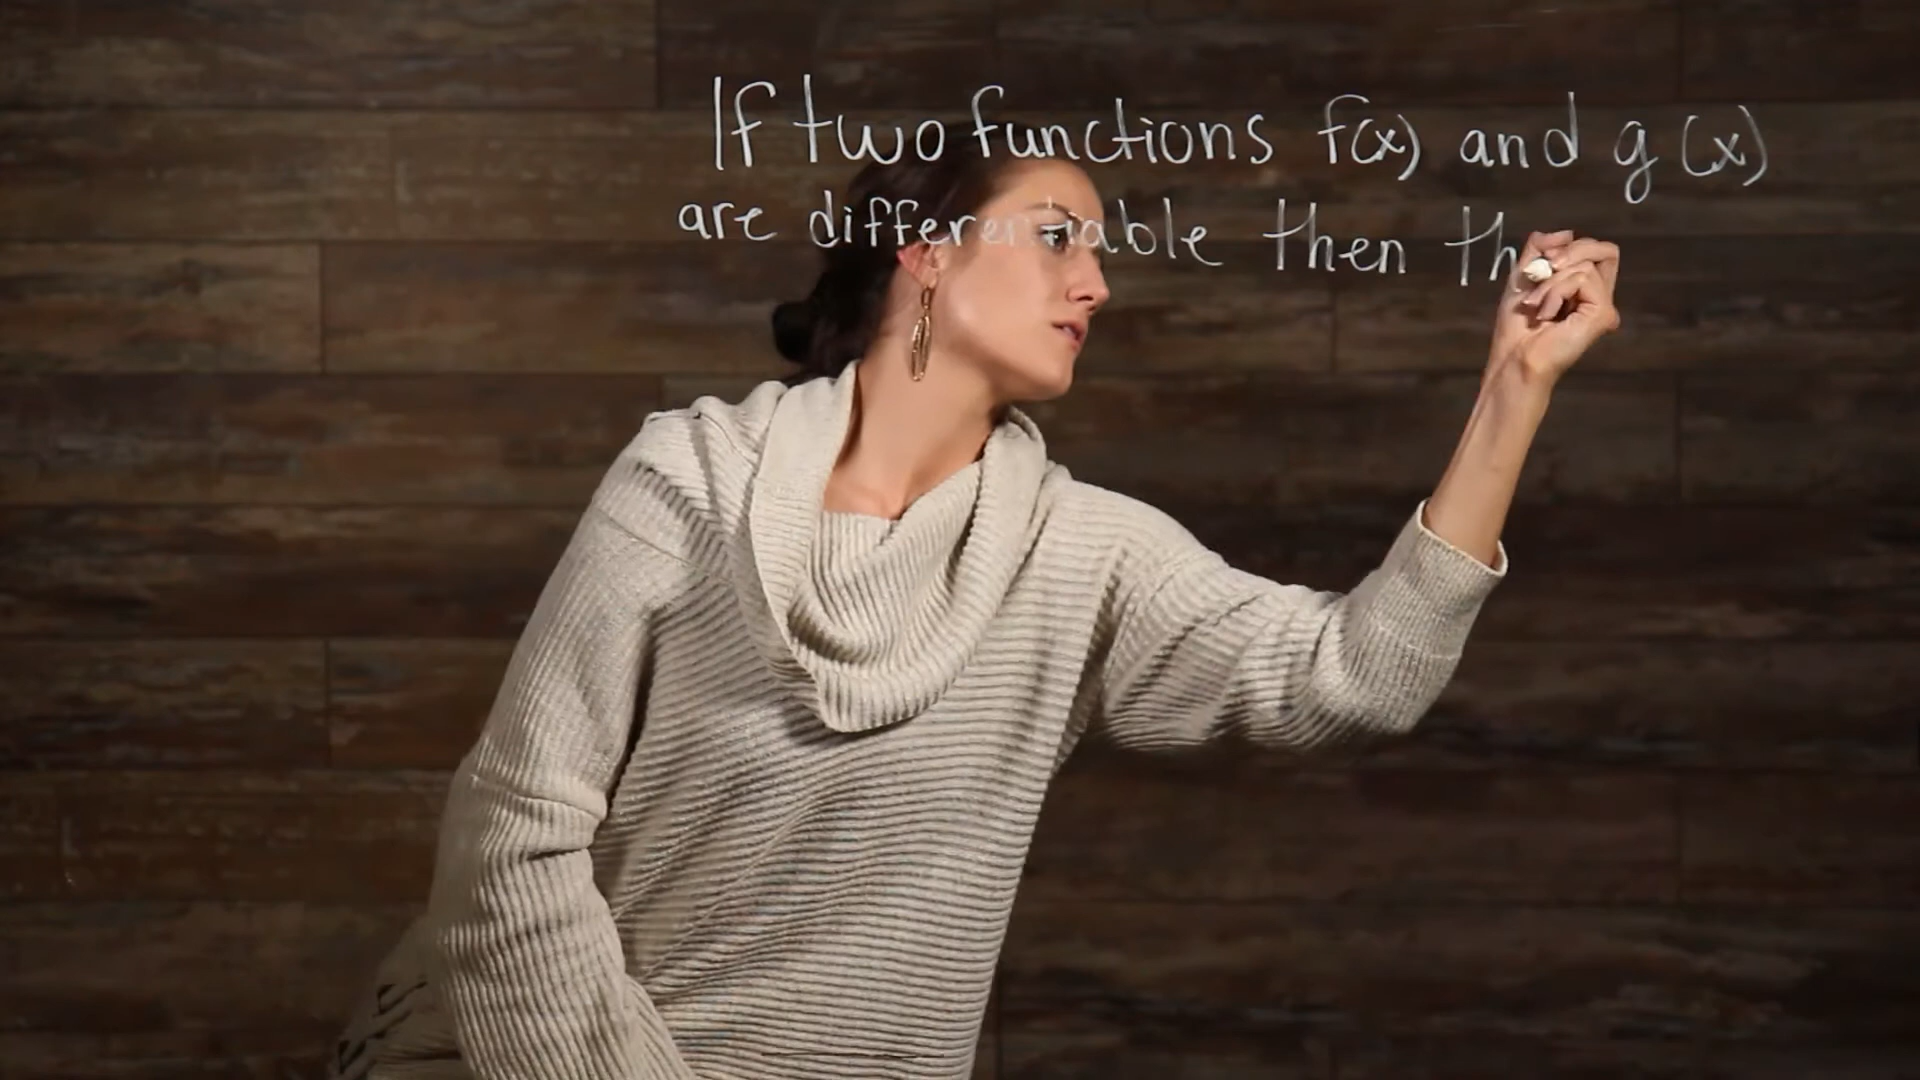 If two functions f(x) and g(x)
are differentiable then th